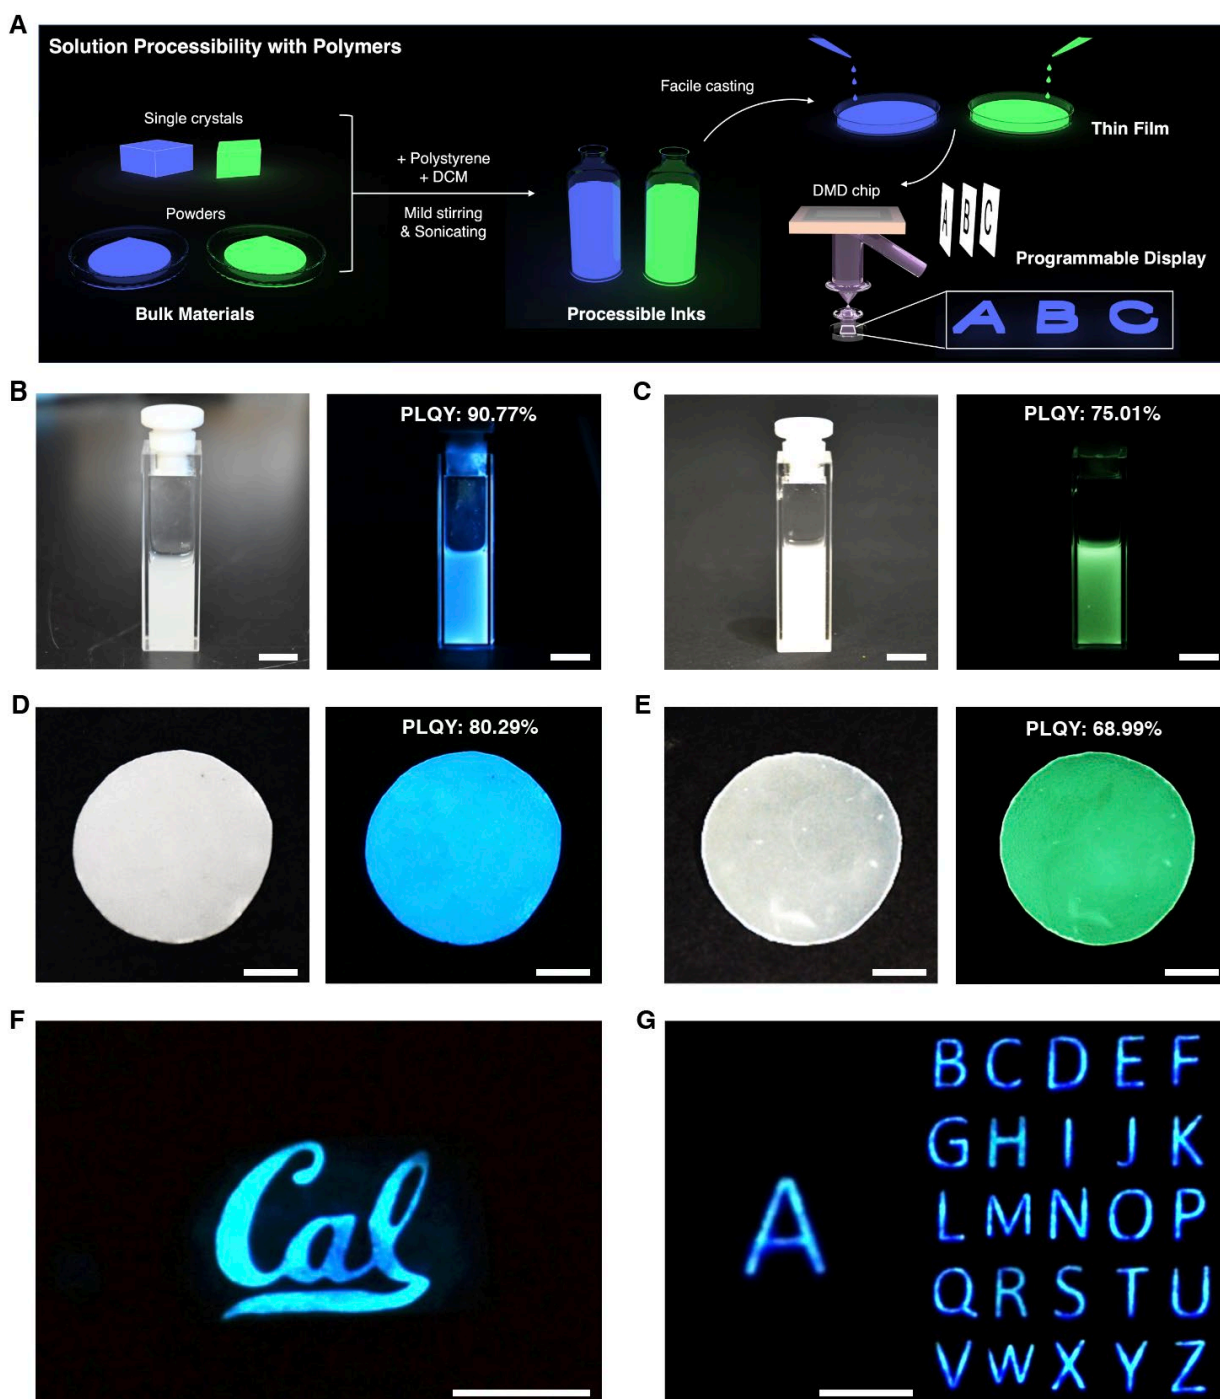 A
Solution Processibility with Polymers
Single crystals
Powders
Bulk Materials
+ Polystyrene
+ DCM
Mild stirring
& Sonicating
Processible Inks
Facile casting
Thin Film
DMD chip
A B C
Programmable Display
A B C
B
PLQY: 90.77%
C
PLQY: 75.01%
D
PLQY: 80.29%
E
PLQY: 68.99%
F
Cal
G
A
B C D E F
G H I J K
L M N O P
Q R S T U
V W X Y Z